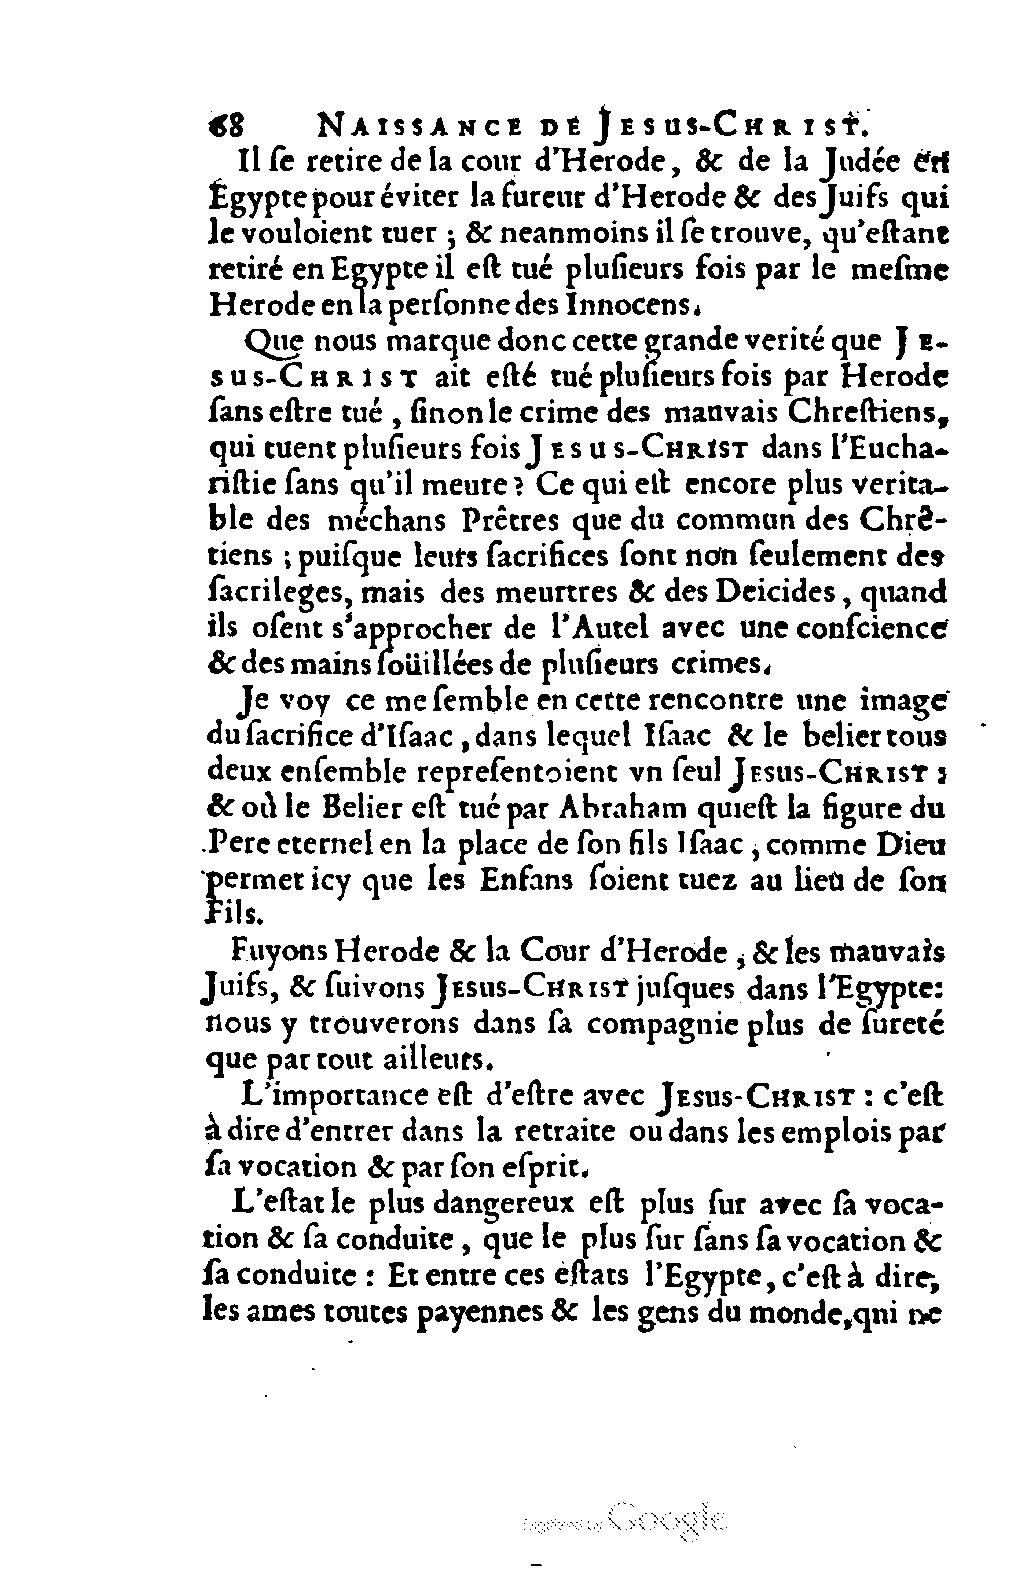 68 NAISSANCE DE JESUS-CHRIST.
Il ſe retire de la cour d'Herode, & de la Judée en
Egypte pour éviter la fureur d'Herode & des Juifs qui
le vouloient tuer ; & neanmoins il ſe trouve, qu'eſtant
retiré en Egypte il eſt tué pluſieurs fois par le meſme
Herode en la perſonne des Innocens.
Que nous marque donc cette grande verité que JE-
SUS-CHRIST ait eſté tué pluſieurs fois par Herode
ſans eſtre tué , ſinon le crime des mauvais Chreſtiens,
qui tuent pluſieurs fois JESUS-CHRIST dans l'Eucha-
riſtie ſans qu'il meure ? Ce qui eſt encore plus verita-
ble des méchans Prêtres que du commun des Chrê-
tiens ; puiſque leurs ſacrifices ſont non ſeulement des
ſacrileges, mais des meurtres & des Deicides , quand
ils oſent s'approcher de l'Autel avec une conſcience
& des mains ſoüillées de pluſieurs crimes.
Je voy ce me ſemble en cette rencontre une image
du ſacrifice d'Iſaac , dans lequel Iſaac & le belier tous
deux enſemble repreſentoient vn ſeul JESUS-CHRIST ;
& où le Belier eſt tué par Abraham qui eſt la figure du
Pere eternel en la place de ſon fils Iſaac , comme Dieu
permet icy que les Enfans ſoient tuez au lieu de ſon
Fils.
Fuyons Herode & la Cour d'Herode , & les mauvais
Juifs, & ſuivons JESUS-CHRIST juſques dans l'Egypte:
nous y trouverons dans ſa compagnie plus de ſureté
que par tout ailleurs.
L'importance eſt d'eſtre avec JESUS-CHRIST : c'eſt
à dire d'entrer dans la retraite ou dans les emplois par
ſa vocation & par ſon eſprit.
L'eſtat le plus dangereux eſt plus ſur avec ſa voca-
tion & ſa conduite , que le plus ſur ſans ſa vocation &
ſa conduite : Et entre ces eſtats l'Egypte, c'eſt à dire,
les ames toutes payennes & les gens du monde, qni ne
Digitized by Google